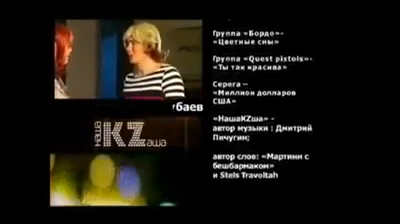 Группа «Бордо»-
«Цветные сны»
Группа «Quest pistols»-
«Ты так красива»
Серега –
«Миллион долларов
США»
«НашаKZша» -
автор музыки : Дмитрий
Пичугин;
автор слов: «Мартини с
бешбармаком»
и Stels Travoltah
баев
наша
KZ
аша